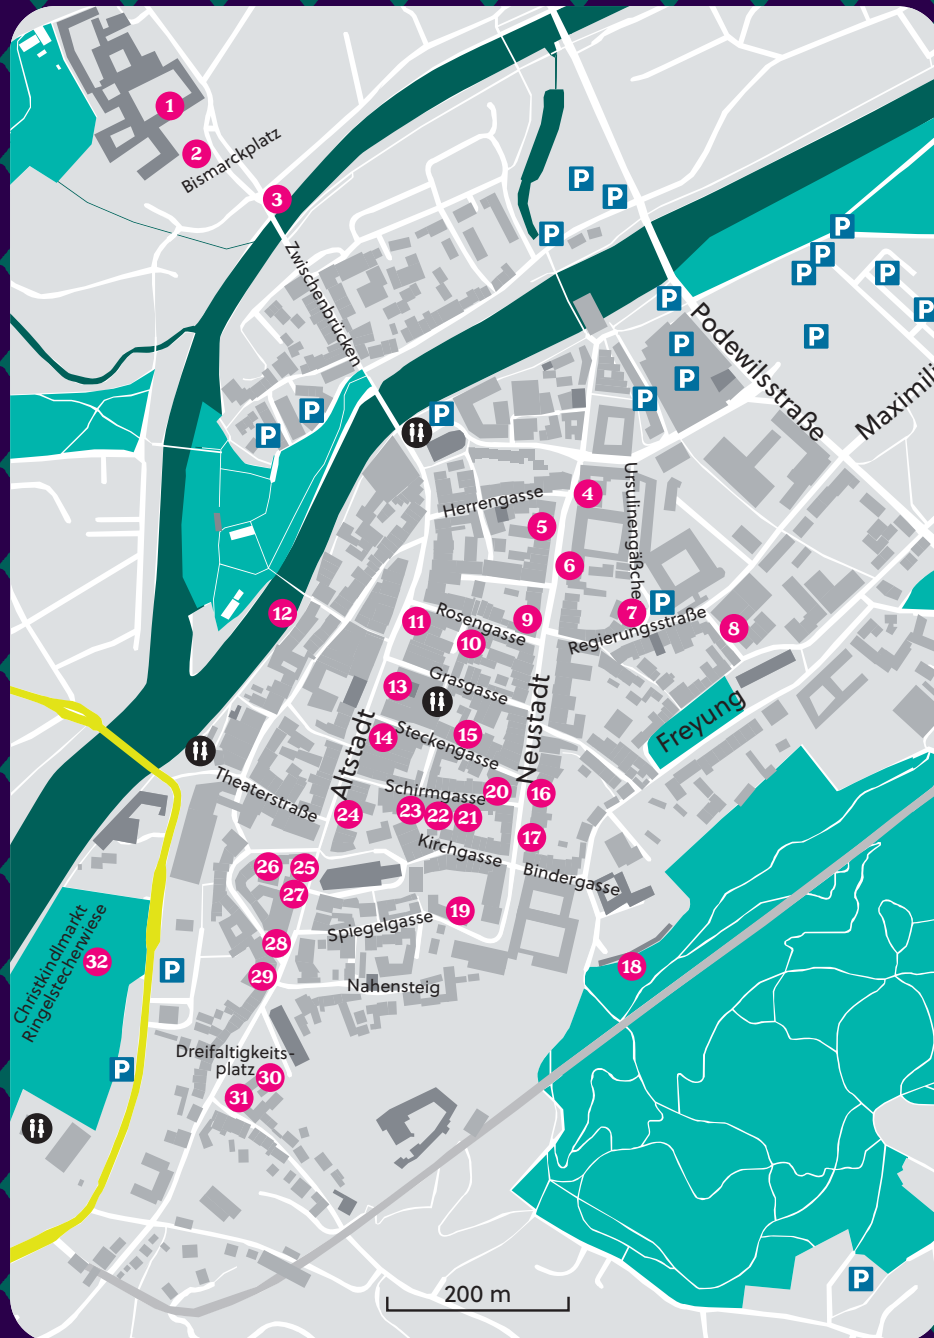 1
2
Bismarckplatz
3
P
P
P
P
P
P
P
P
Zwischenbrücken
P
P
Podewilsstraße
P
P
P
P
Maximili
P
P
P
Herrengasse
4
Ursulinengäßche
5
6
12
11
Rosengasse
9
7
P
Regierungsstraße
8
10
13
Grasgasse
Neustadt
Freyung
Altstadt
14
Steckengasse
15
Theaterstraße
Schirmgasse
20
16
24
23
22
21
17
Kirchgasse
Bindergasse
26
25
27
Spiegelgasse
19
28
18
Christkindlmarkt
Ringelstecherwiese
32
P
29
Nahensteig
Dreifaltigkeits-
platz
30
31
P
P
200 m